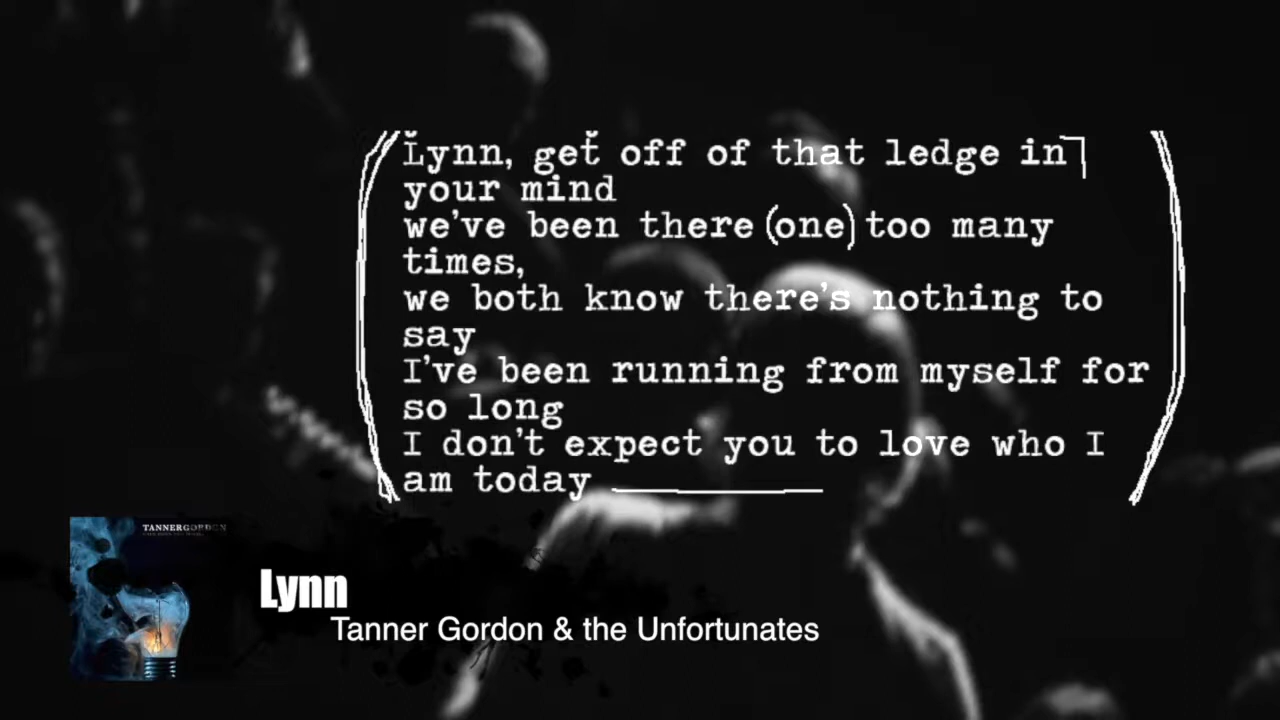 Lynn, get off of that ledge in
your mind
we've been there (one) too many
times,
we both know there's nothing to
say
I've been running from myself for
so long
I don't expect you to love who I
am today
TANNERGORDON
Lynn
Tanner Gordon & the Unfortunates